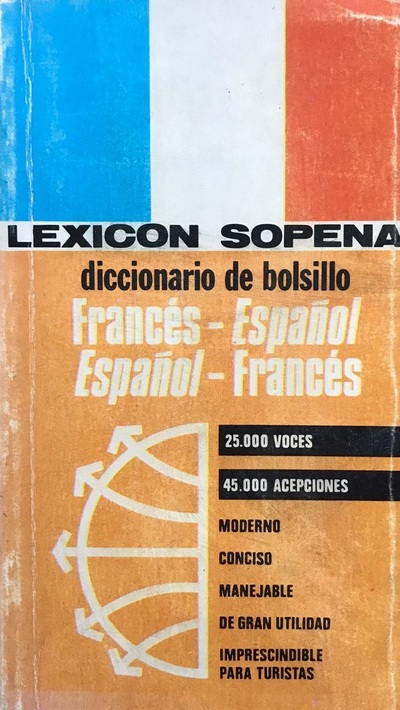 LEXICON SOPENA
diccionario de bolsillo
Francés - Español
Español - Francés
25.000 VOCES
45.000 ACEPCIONES
MODERNO
CONCISO
MANEJABLE
DE GRAN UTILIDAD
IMPRESCINDIBLE
PARA TURISTAS